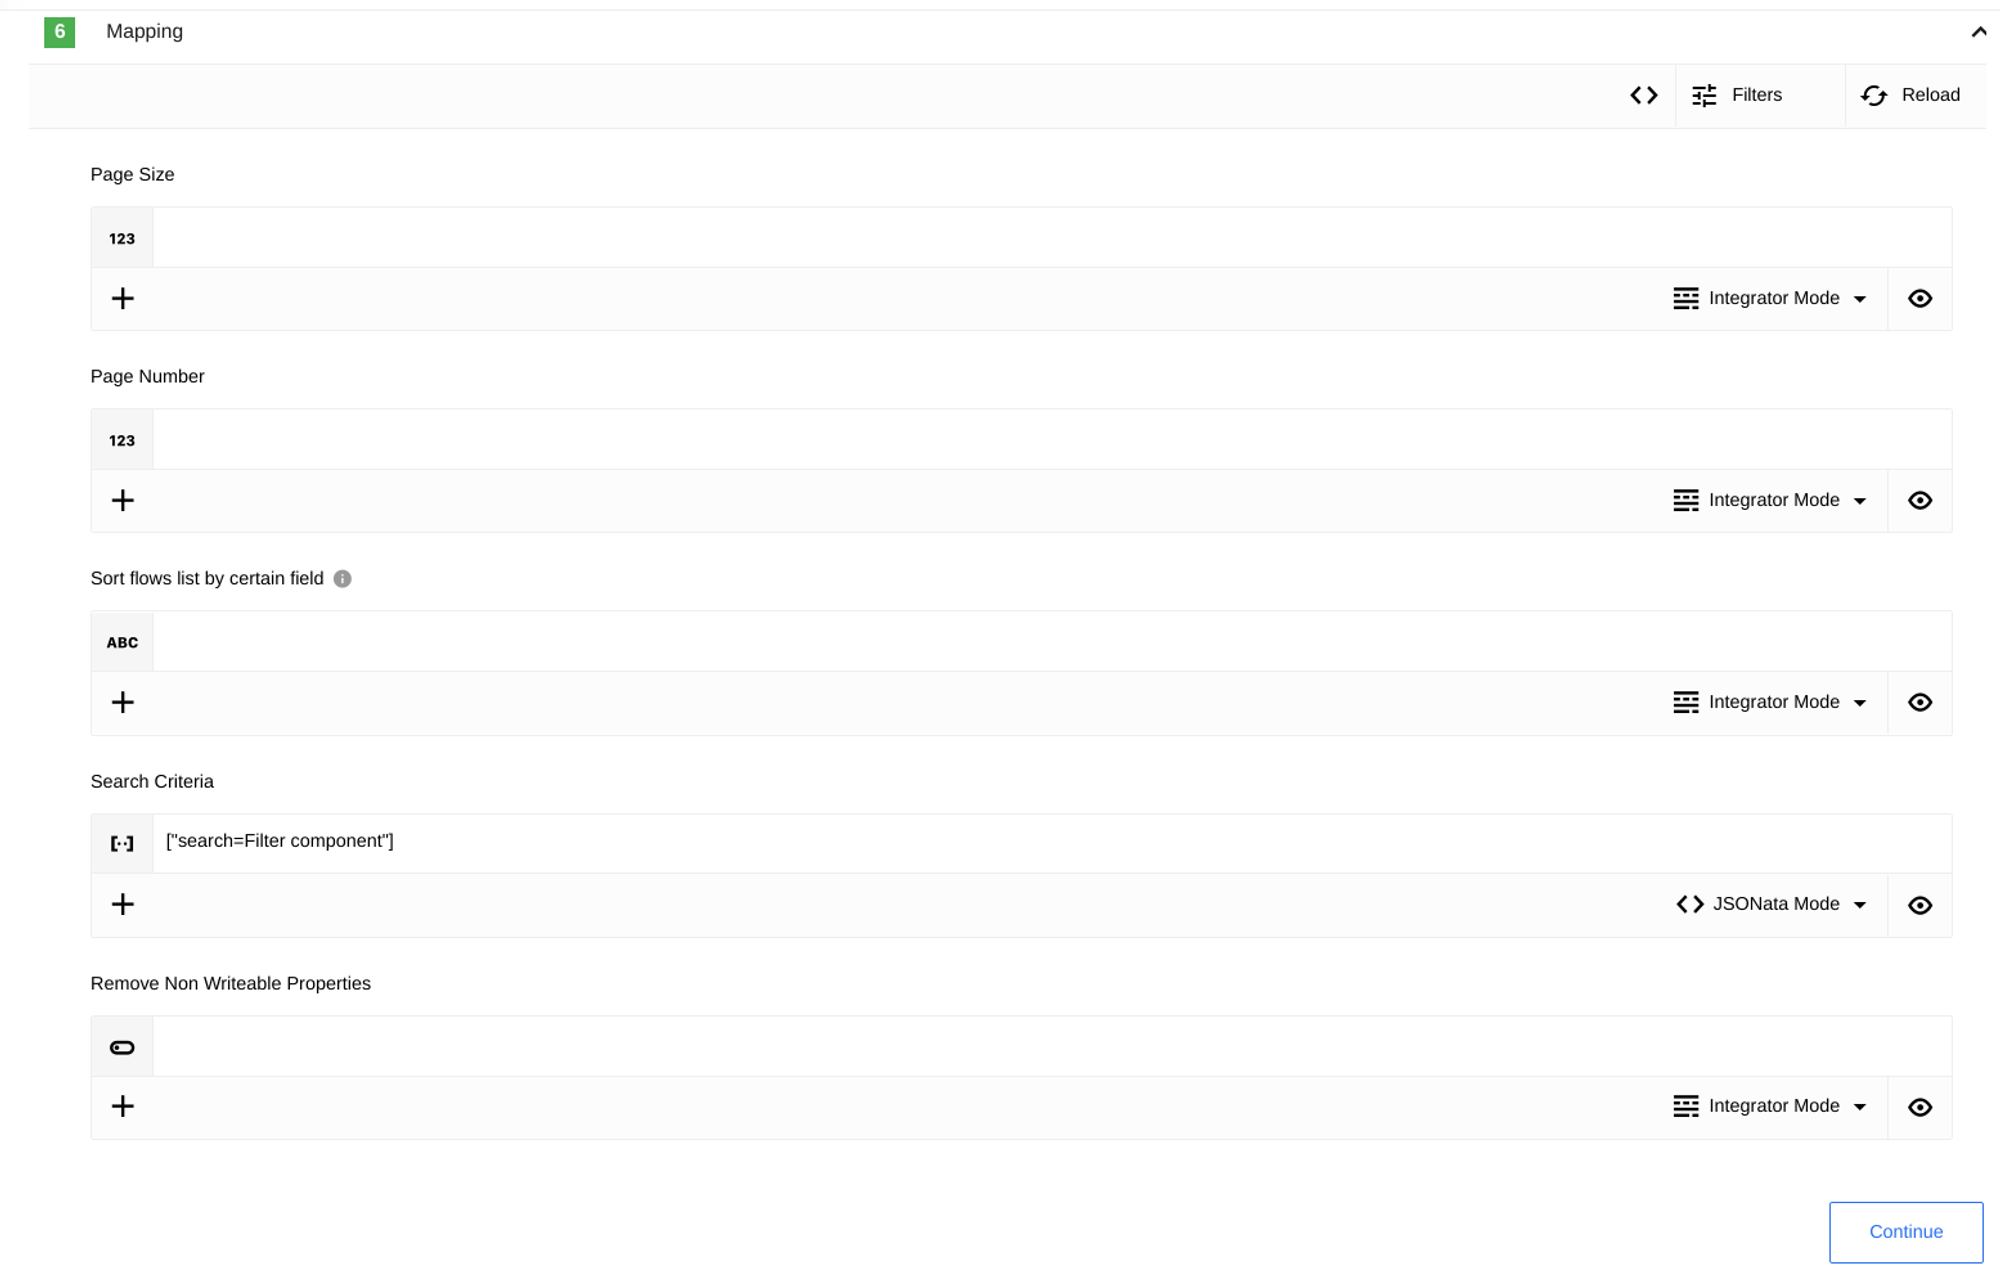 6 Mapping
Filters Reload
Page Size
123
Integrator Mode
Page Number
123
Integrator Mode
Sort flows list by certain field
ABC
Integrator Mode
Search Criteria
["search=Filter component"]
JSONata Mode
Remove Non Writeable Properties
Integrator Mode
Continue